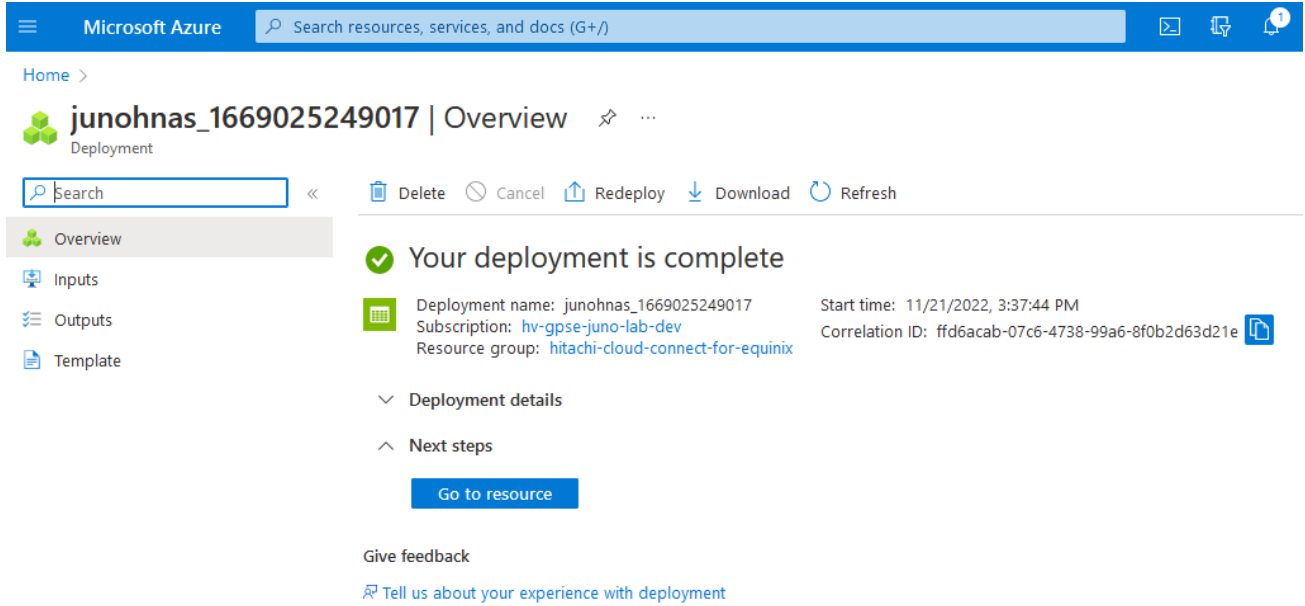 Microsoft Azure
Search resources, services, and docs (G+/)
1
Home >
junohnas_1669025249017 | Overview ...
Deployment
Search «
Delete Cancel Redeploy Download Refresh
Overview
Inputs
Outputs
Template
Your deployment is complete
Deployment name: junohnas_1669025249017 Start time: 11/21/2022, 3:37:44 PM
Subscription: hv-gpse-juno-lab-dev Correlation ID: ffd6acab-07c6-4738-99a6-8f0b2d63d21e
Resource group: hitachi-cloud-connect-for-equinix
Deployment details
Next steps
Go to resource
Give feedback
Tell us about your experience with deployment